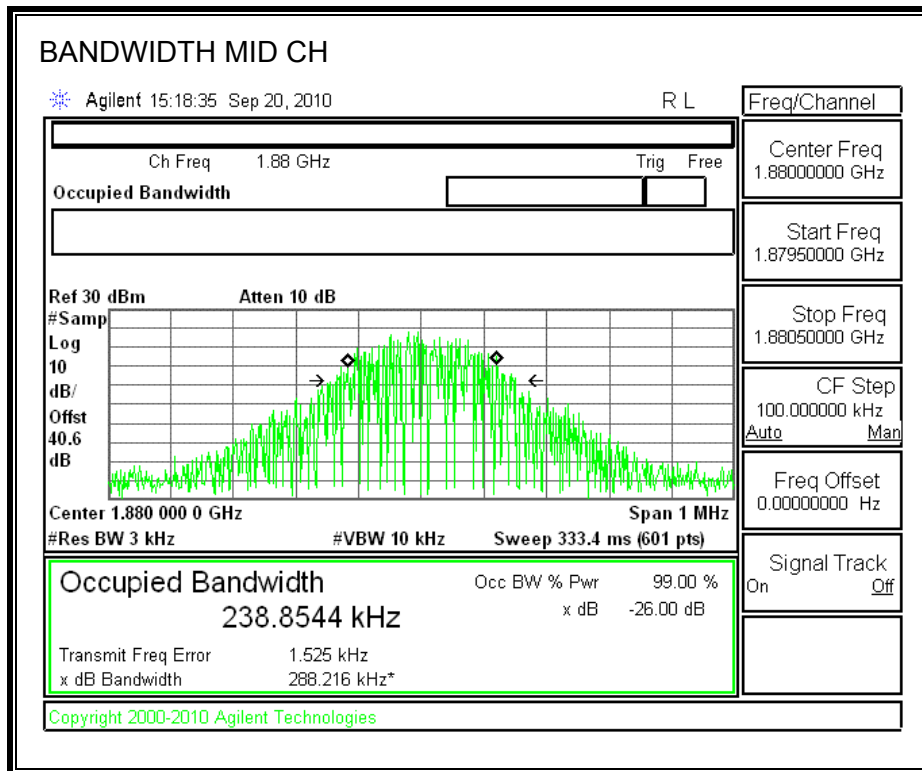 BANDWIDTH MID CH
Agilent 15:18:35 Sep 20, 2010 R L
Freq/Channel
Ch Freq 1.88 GHz Trig Free
Occupied Bandwidth
Center Freq
1.88000000 GHz
Start Freq
1.87950000 GHz
Stop Freq
1.88050000 GHz
CF Step
100.000000 kHz
Auto Man
Freq Offset
0.00000000 Hz
Signal Track
On Off
Ref 30 dBm Atten 10 dB
#Samp
Log
10
dB/
Offst
40.6
dB
Center 1.880 000 0 GHz Span 1 MHz
#Res BW 3 kHz #VBW 10 kHz Sweep 333.4 ms (601 pts)
Occupied Bandwidth Occ BW % Pwr 99.00 %
238.8544 kHz x dB -26.00 dB
Transmit Freq Error 1.525 kHz
x dB Bandwidth 288.216 kHz*
Copyright 2000-2010 Agilent Technologies